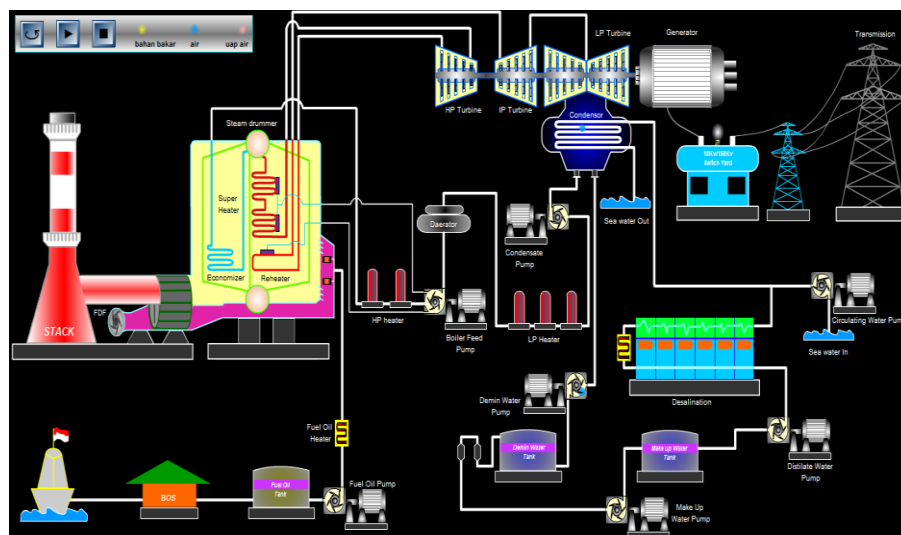 bahan bakar
air
uap air
LP Turbine
Generator
Transmission
HP Turbine
IP Turbine
Condensor
Steam drummer
Switch Yard
Super
Heater
Daerator
Sea water Out
Condensate
Pump
Economizer
Reheater
FDF
STACK
HP heater
Boiler Feed
Pump
LP Heater
Circulating Water Pum
Sea water In
Desalination
Demin Water
Pump
Fuel Oil
Heater
Demin Water
Tank
Make up Water
Tank
Distilate Water
Pump
BOS
Fuel Oil
Tank
Fuel Oil Pump
Make Up
Water Pump